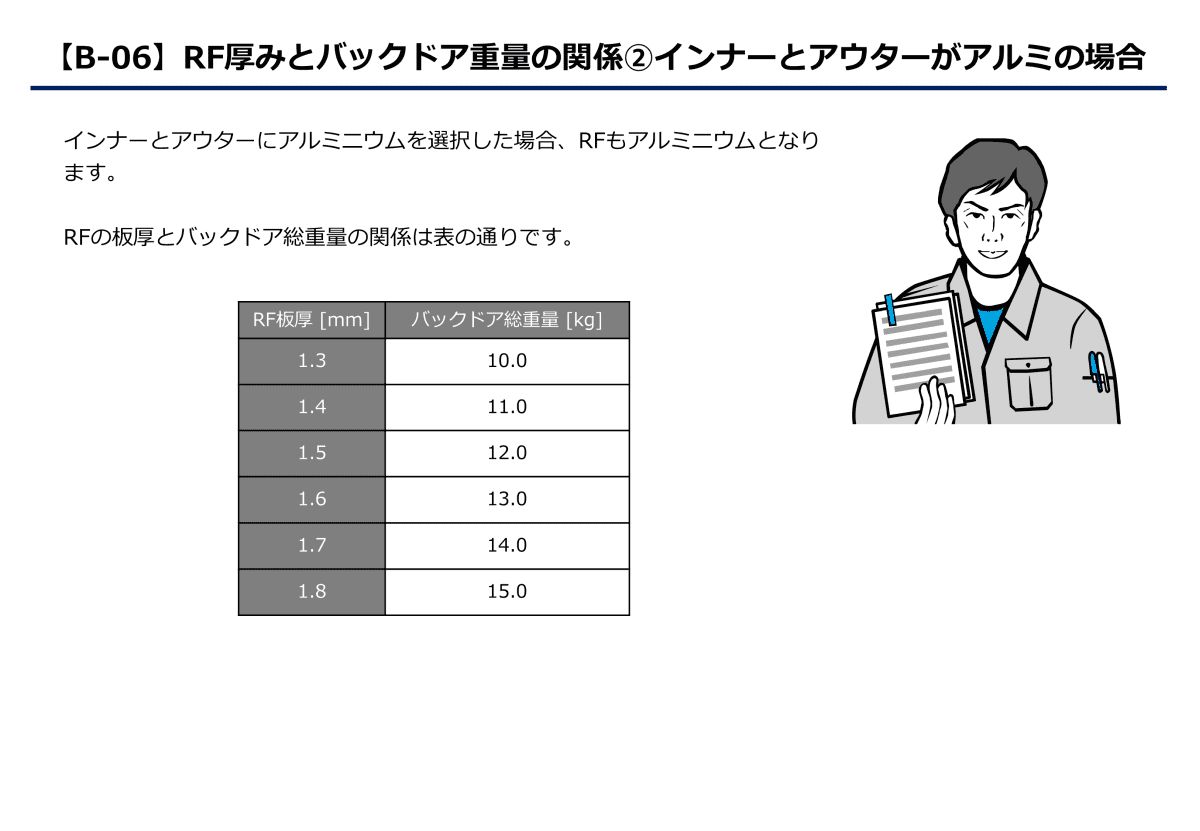 【B-06】RF厚みとバックドア重量の関係②インナーとアウターがアルミの場合
インナーとアウターにアルミニウムを選択した場合、RFもアルミニウムとなり
ます。
RFの板厚とバックドア総重量の関係は表の通りです。
RF板厚 [mm] バックドア総重量 [kg]
1.3 10.0
1.4 11.0
1.5 12.0
1.6 13.0
1.7 14.0
1.8 15.0